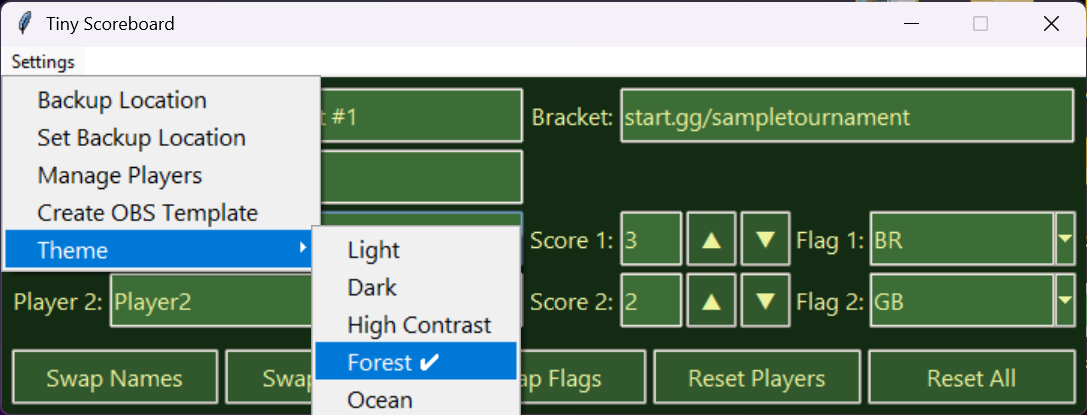 Tiny Scoreboard
Settings
Backup Location
Set Backup Location
Manage Players
Create OBS Template
Theme
Light
Dark
High Contrast
Forest ✔
Ocean
#1
Bracket: start.gg/sampletournament
Score 1: 3 ▲ ▼ Flag 1: BR
Player 2: Player2
Score 2: 2 ▲ ▼ Flag 2: GB
Swap Names
Flags
Reset Players
Reset All